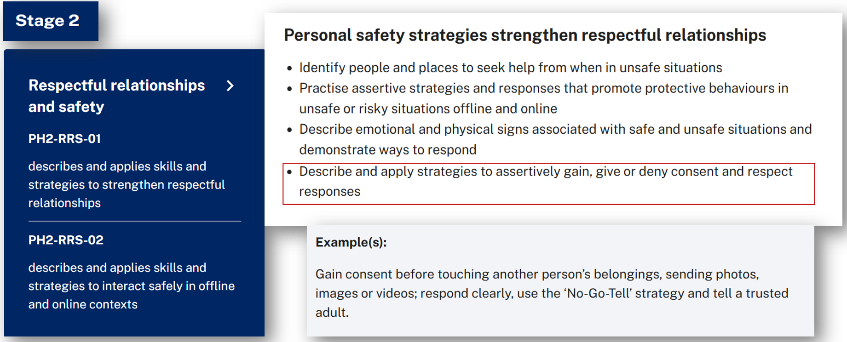 Stage 2
Respectful relationships
and safety
PH2-RRS-01
describes and applies skills and
strategies to strengthen respectful
relationships
PH2-RRS-02
describes and applies skills and
strategies to interact safely in offline
and online contexts
Personal safety strategies strengthen respectful relationships
• Identify people and places to seek help from when in unsafe situations
• Practise assertive strategies and responses that promote protective behaviours in
unsafe or risky situations offline and online
• Describe emotional and physical signs associated with safe and unsafe situations and
demonstrate ways to respond
• Describe and apply strategies to assertively gain, give or deny consent and respect
responses
Example(s):
Gain consent before touching another person’s belongings, sending photos,
images or videos; respond clearly, use the ‘No-Go-Tell’ strategy and tell a trusted
adult.